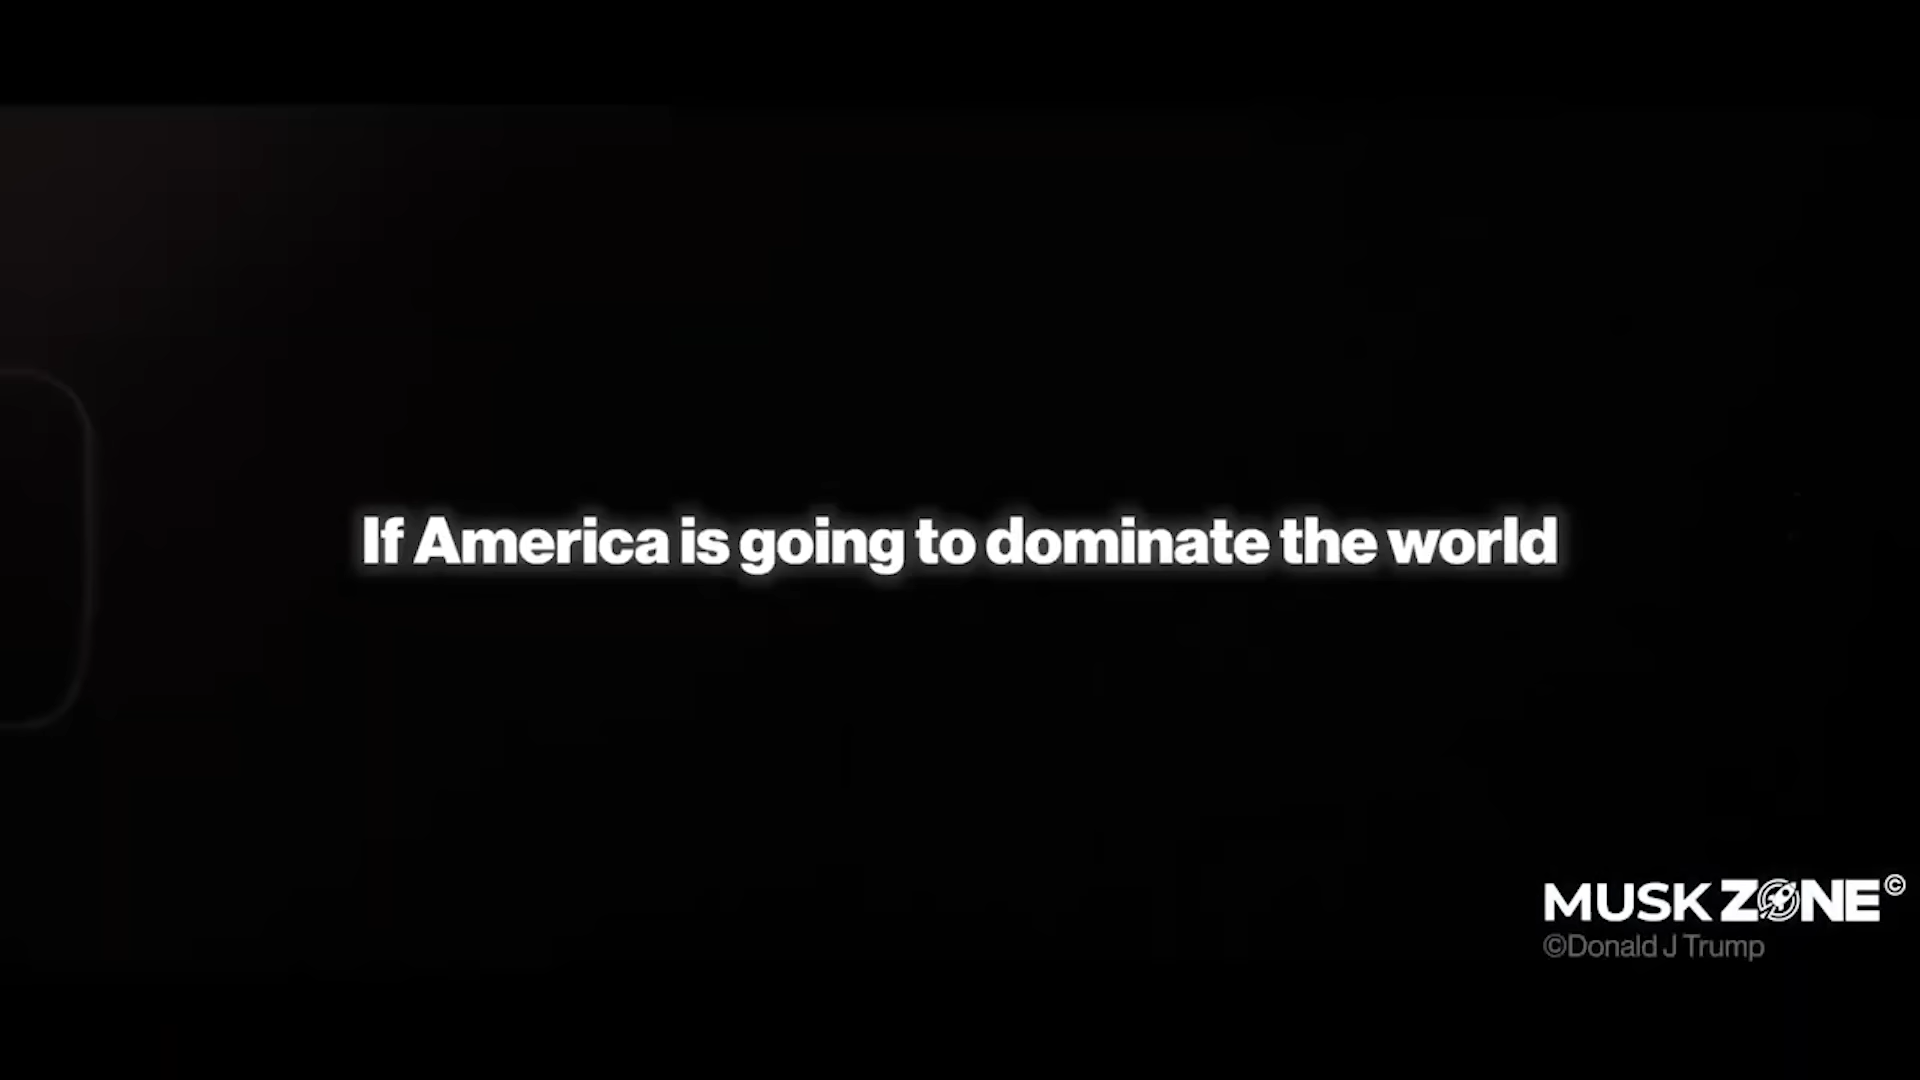 If America is going to dominate the world
MUSK ZONE©
©Donald J Trump